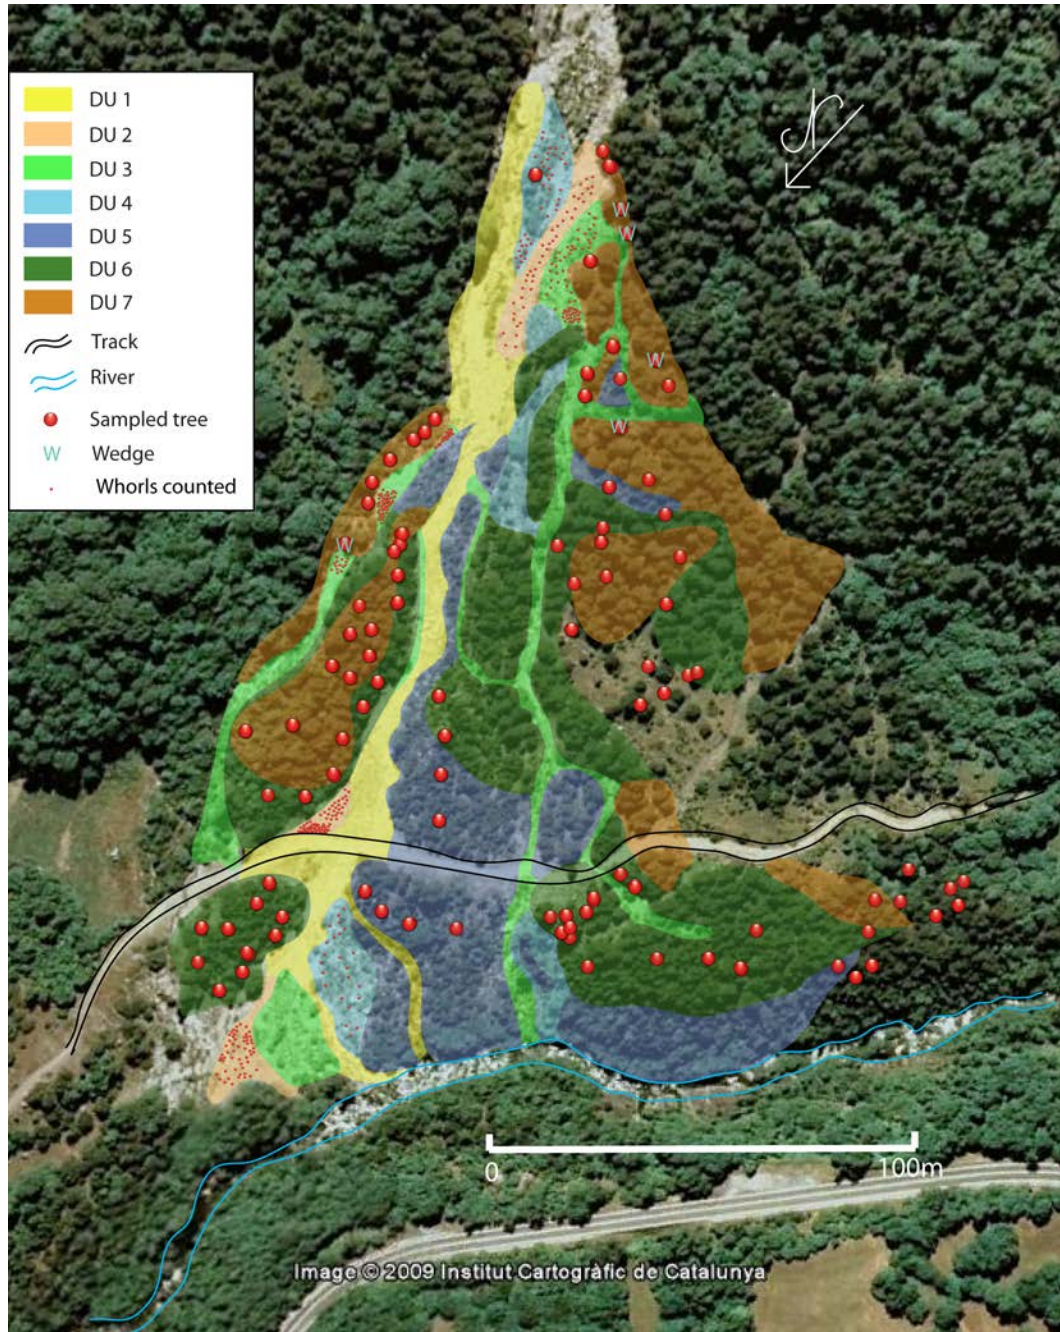 DU 1
DU 2
DU 3
DU 4
DU 5
DU 6
DU 7
Track
River
Sampled tree
W Wedge
Whorls counted
N
W
W
W
W
W
0 100m
Image © 2009 Institut Cartogràfic de Catalunya